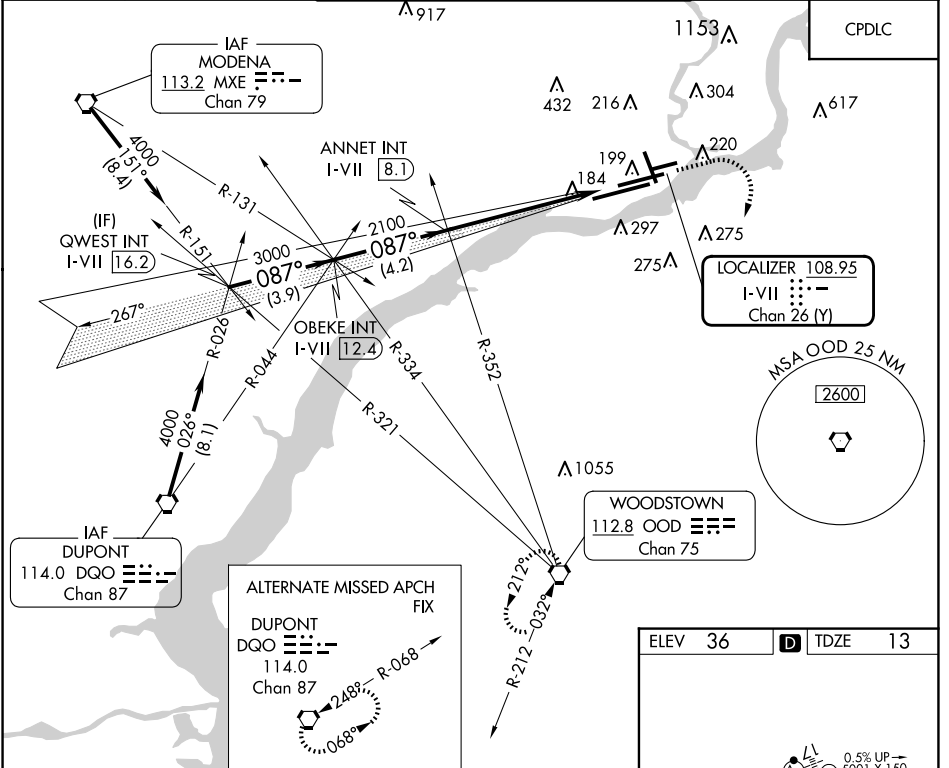 917
1153
CPDLC
IAF
MODENA
113.2 MXE
Chan 79
432
216
304
617
4000
151°
(8.4)
ANNET INT
I-VII 8.1
199
220
184
R-131
(IF)
QWEST INT
I-VII 16.2
R-151
3000
087°
(3.9)
2100
087°
(4.2)
297
275
275
LOCALIZER 108.95
I-VII
Chan 26 (Y)
267°
OBEKE INT
I-VII 12.4
R-026
R-044
R-334
R-352
MSA OOD 25 NM
2600
R-321
4000
026°
(8.1)
1055
WOODSTOWN
112.8 OOD
Chan 75
IAF
DUPONT
114.0 DQO
Chan 87
212°
032°
R-212
ALTERNATE MISSED APCH
FIX
DUPONT
DQO
114.0
Chan 87
R-068
248°
068°
ELEV 36 D TDZE 13
17
0.5% UP
5001 X 150